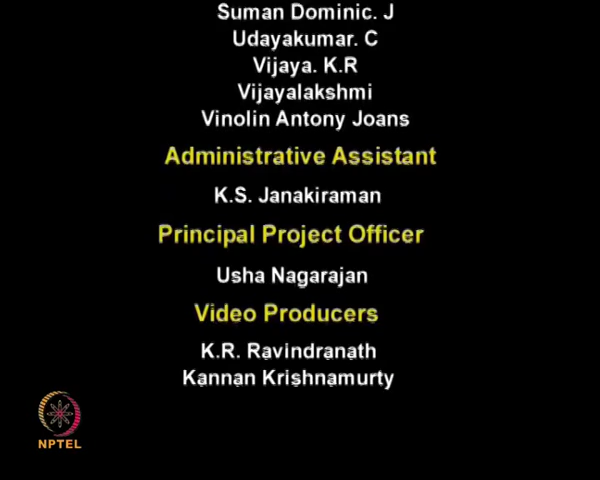 Suman Dominic. J
Udayakumar. C
Vijaya. K.R
Vijayalakshmi
Vinolin Antony Joans
Administrative Assistant
K.S. Janakiraman
Principal Project Officer
Usha Nagarajan
Video Producers
K.R. Ravindranath
Kannan Krishnamurty
NPTEL